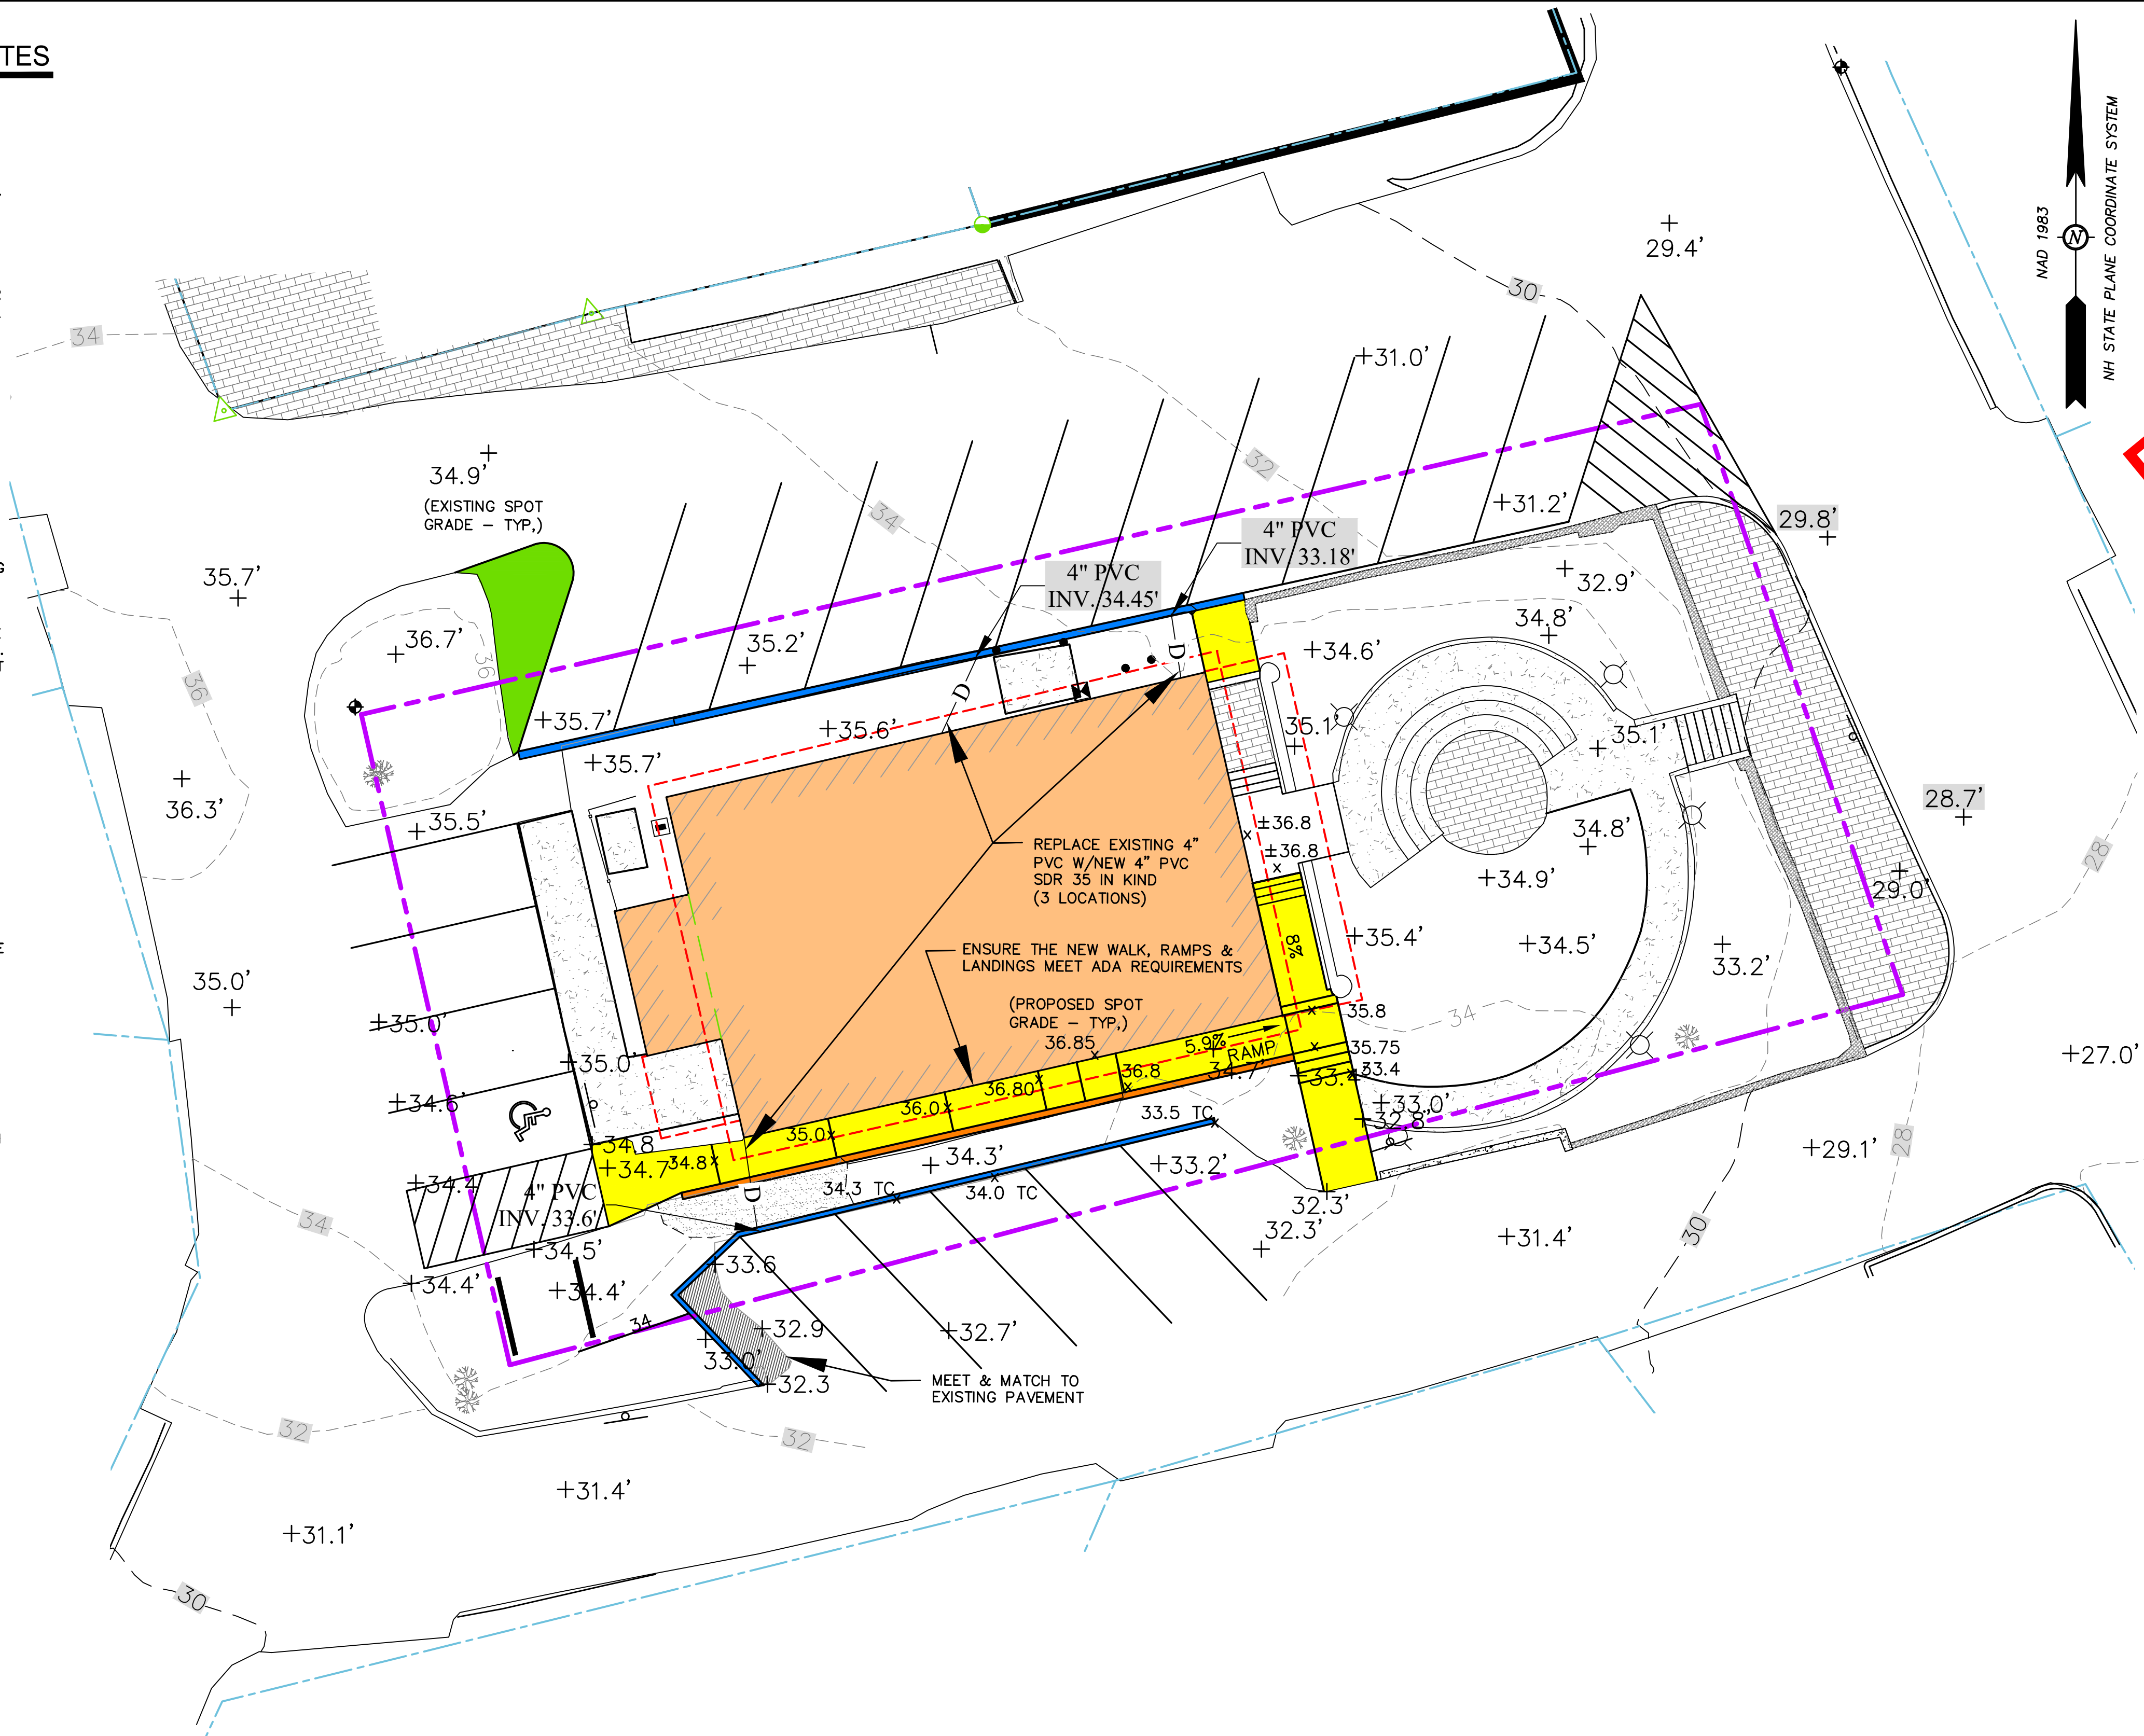 TES
NAD 1983
NH STATE PLANE COORDINATE SYSTEM
N
29.4'
30
34
31.0'
34.9'
(EXISTING SPOT
GRADE - TYP,)
32
34
31.2'
29.8'
4" PVC
INV. 33.18'
4" PVC
INV. 34.45'
35.7'
32.9'
34.8'
36.7'
36
36
35.2'
34.6'
D
D
35.7'
35.6'
35.1'
35.1'
35.7'
36.3'
35.5'
28.7'
34.8'
±36.8
±36.8
REPLACE EXISTING 4"
PVC W/NEW 4" PVC
SDR 35 IN KIND
(3 LOCATIONS)
28
34.9'
29.0'
8%
35.4'
34.5'
33.2'
ENSURE THE NEW WALK, RAMPS &
LANDINGS MEET ADA REQUIREMENTS
35.0'
(PROPOSED SPOT
GRADE - TYP,)
36.85
35.8
34
35.0'
5.9%
RAMP
35.75
27.0'
35.0'
36.8
34.7'
33.4
33.4'
36.80
34.6'
36.0
33.0'
32.8'
33.5 TC
35.0
34.8
29.1'
28
34.7'
34.8
34.3'
33.2'
34.4
4" PVC
INV. 33.6'
D
34.3 TC
34.0 TC
32.3'
34
32.3'
31.4'
30
34.5'
33.6
34.4'
34.4'
34
32.9
32.7'
33.0'
MEET & MATCH TO
EXISTING PAVEMENT
32.3
32
32
31.4'
31.1'
30